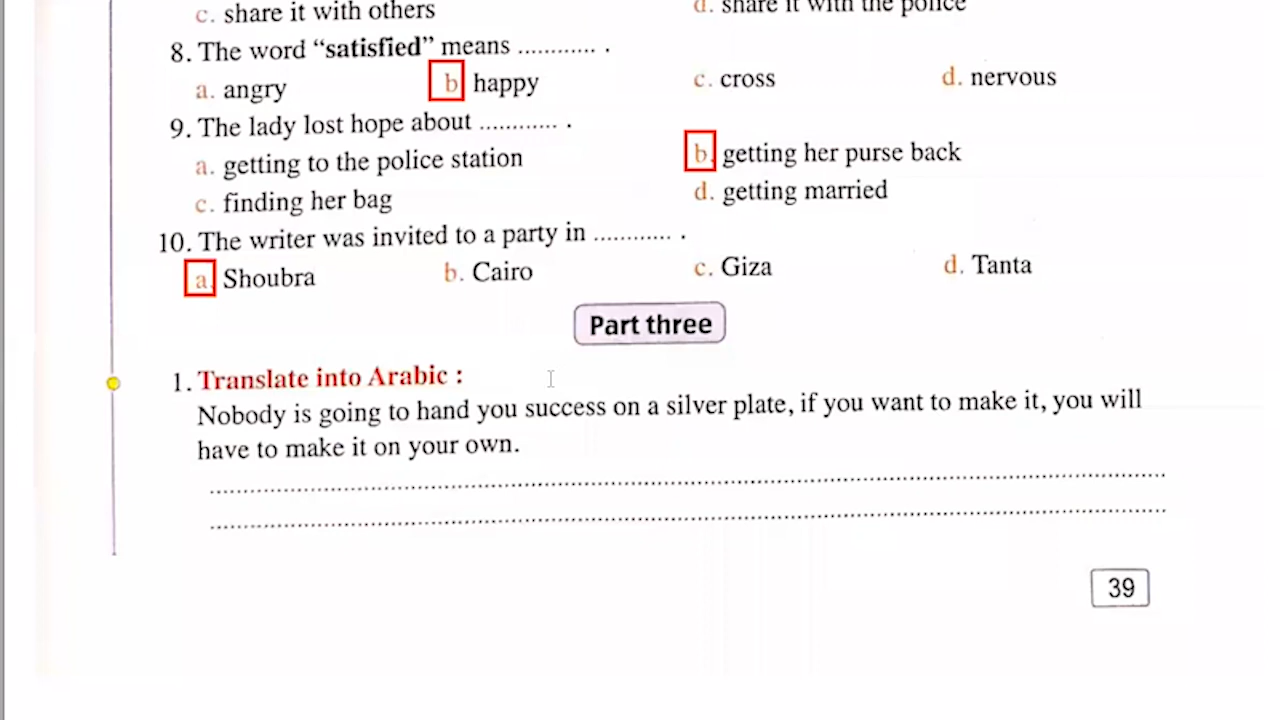 c. share it with others d. share it with the police
8. The word “satisfied” means ............ .
a. angry b happy c. cross d. nervous
9. The lady lost hope about ............ .
a. getting to the police station b. getting her purse back
c. finding her bag d. getting married
10. The writer was invited to a party in ............ .
a. Shoubra b. Cairo c. Giza d. Tanta
Part three
1. Translate into Arabic :
Nobody is going to hand you success on a silver plate, if you want to make it, you will
have to make it on your own.
39